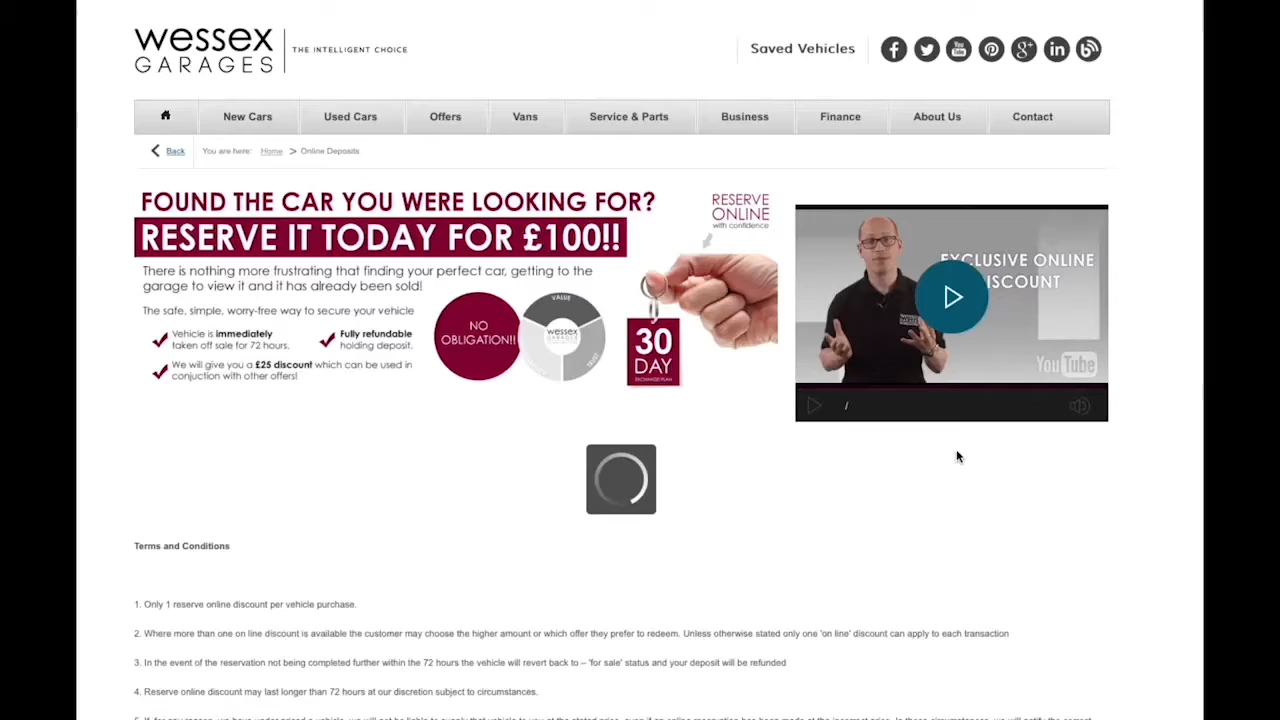 wessex
GARAGES
THE INTELLIGENT CHOICE
Saved Vehicles
New Cars
Used Cars
Offers
Vans
Service & Parts
Business
Finance
About Us
Contact
Back
You are here: Home > Online Deposits
FOUND THE CAR YOU WERE LOOKING FOR?
RESERVE IT TODAY FOR £100!!
There is nothing more frustrating that finding your perfect car, getting to the
garage to view it and it has already been sold!
The safe, simple, worry-free way to secure your vehicle
Vehicle is immediately
taken off sale for 72 hours.
Fully refundable
holding deposit.
We will give you a £25 discount which can be used in
conjuction with other offers!
NO
OBLIGATION!!
VALUE
wessex
GARAGES
TRUST
RESERVE
ONLINE
with confidence
30
DAY
EXCHANGE PLAN
EXCLUSIVE ONLINE
DISCOUNT
YouTube
/
Terms and Conditions
1. Only 1 reserve online discount per vehicle purchase.
2. Where more than one on line discount is available the customer may choose the higher amount or which offer they prefer to redeem. Unless otherwise stated only one 'on line' discount can apply to each transaction
3. In the event of the reservation not being completed further within the 72 hours the vehicle will revert back to – 'for sale' status and your deposit will be refunded
4. Reserve online discount may last longer than 72 hours at our discretion subject to circumstances.